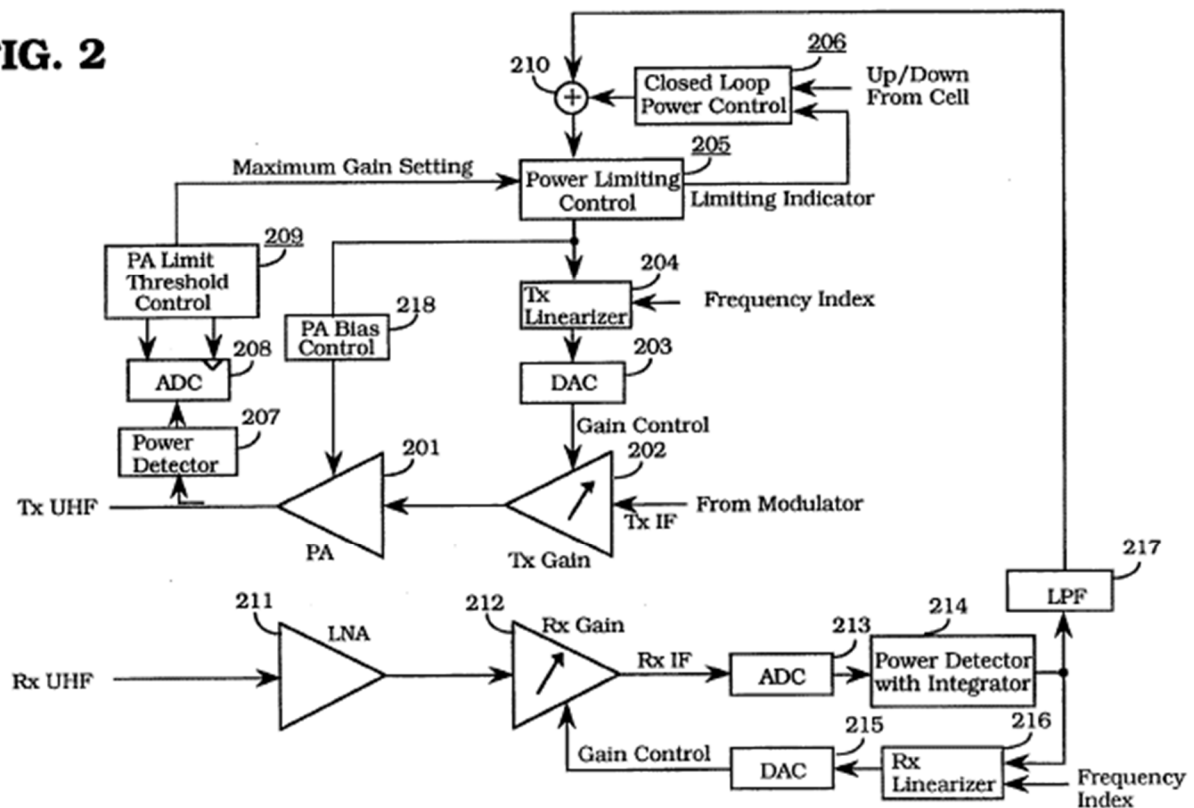 IG. 2
206
210
Closed Loop
Power Control
Up/Down
From Cell
205
Maximum Gain Setting
Power Limiting
Control
Limiting Indicator
209
PA Limit
Threshold
Control
204
Tx
Linearizer
Frequency Index
218
PA Bias
Control
208
ADC
203
DAC
207
Power
Detector
Gain Control
201
202
Tx UHF
From Modulator
Tx IF
PA
Tx Gain
217
LPF
211
LNA
212
Rx Gain
214
213
Rx UHF
Rx IF
ADC
Power Detector
with Integrator
215
216
Gain Control
DAC
Rx
Linearizer
Frequency
Index